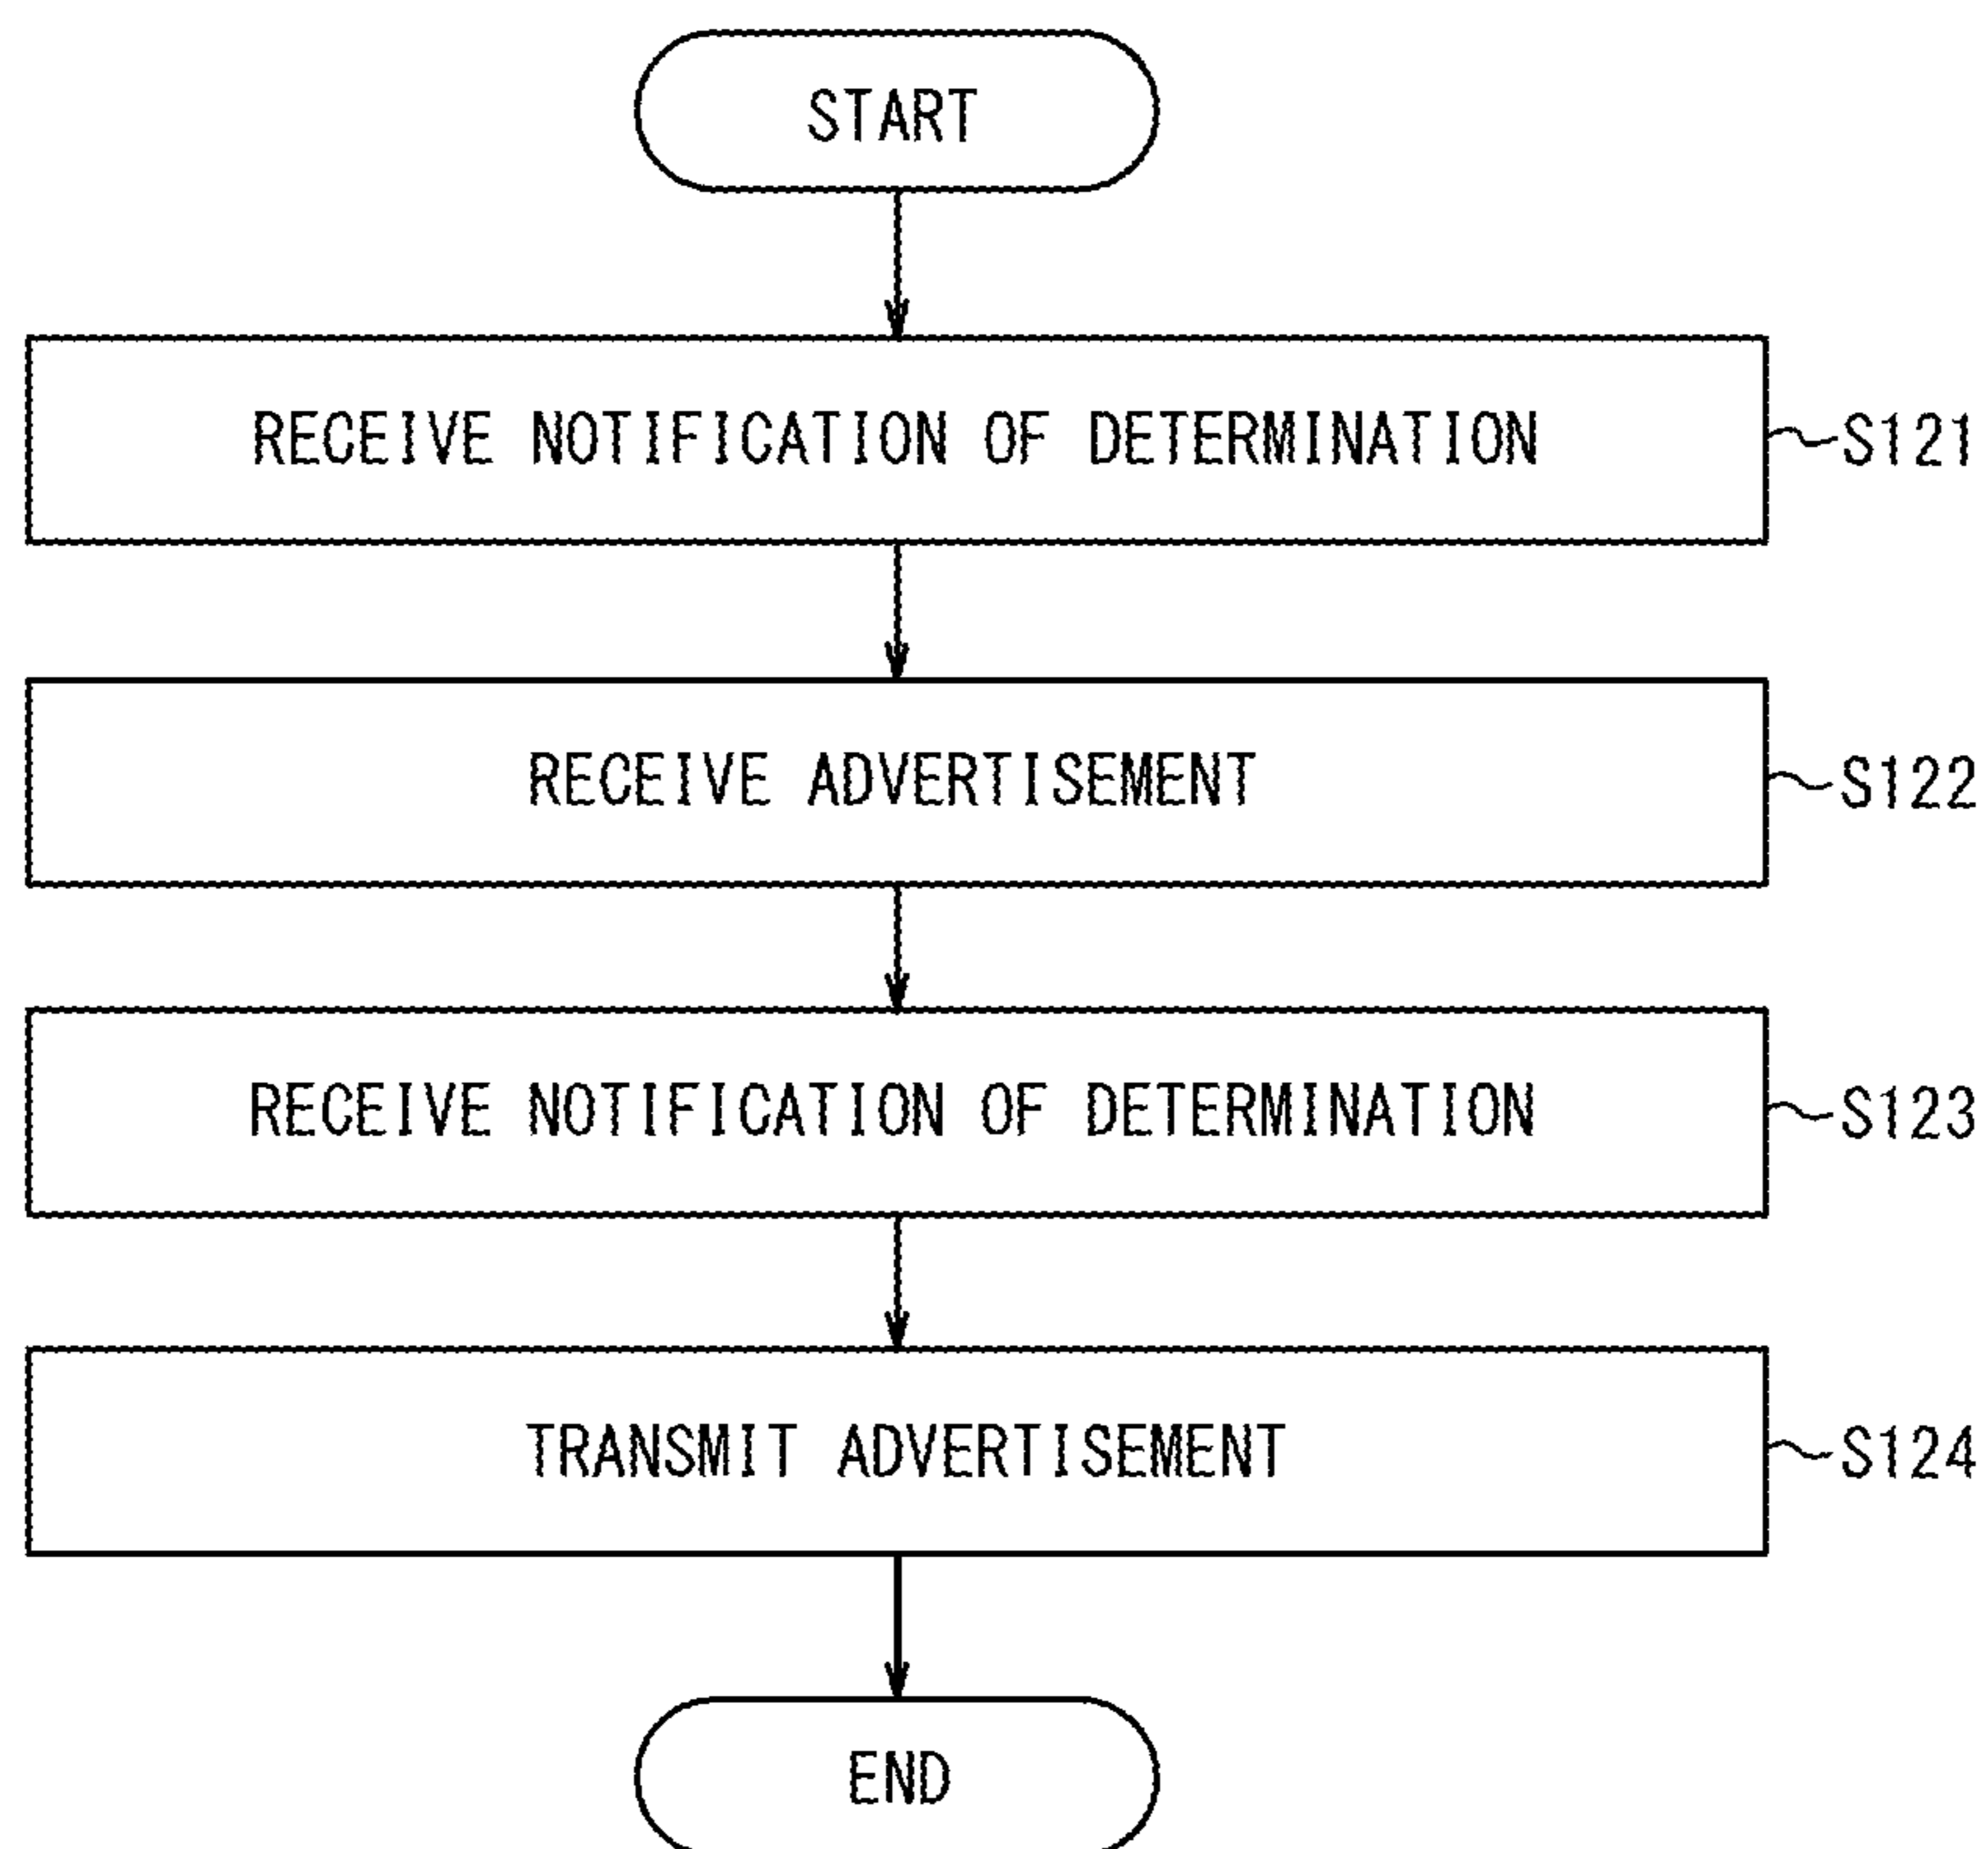 START
RECEIVE NOTIFICATION OF DETERMINATION
S121
RECEIVE ADVERTISEMENT
S122
RECEIVE NOTIFICATION OF DETERMINATION
S123
TRANSMIT ADVERTISEMENT
S124
END